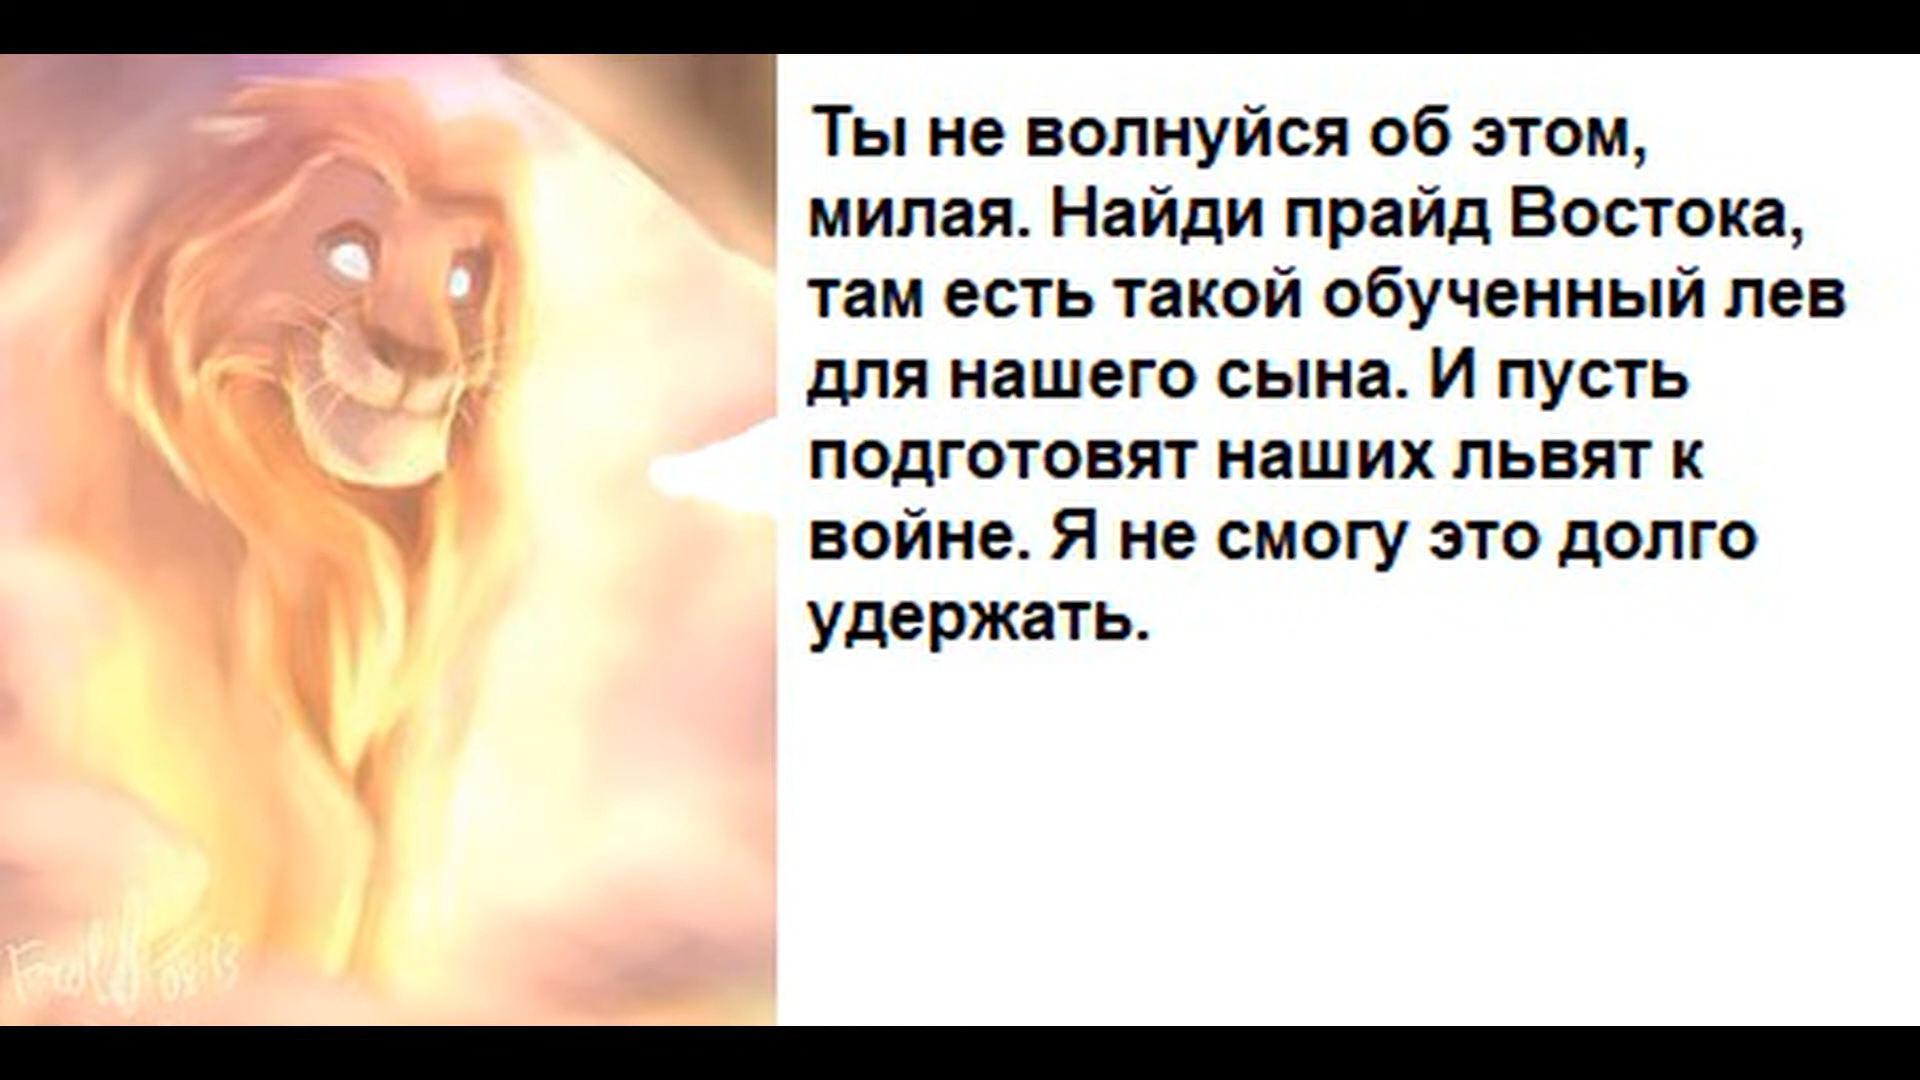 Ты не волнуйся об этом,
милая. Найди прайд Востока,
там есть такой обученный лев
для нашего сына. И пусть
подготовят наших львят к
войне. Я не смогу это долго
удержать.